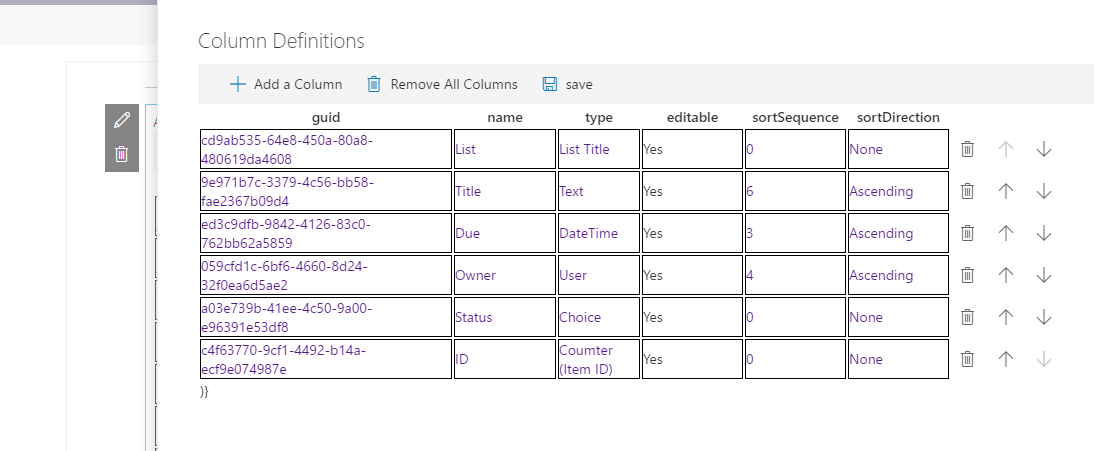 Column Definitions
Add a Column Remove All Columns save
guid name type editable sortSequence sortDirection
cd9ab535-64e8-450a-80a8-
480619da4608 List List Title Yes 0 None
9e971b7c-3379-4c56-bb58-
fae2367b09d4 Title Text Yes 6 Ascending
ed3c9dfb-9842-4126-83c0-
762bb62a5859 Due DateTime Yes 3 Ascending
059cfd1c-6bf6-4660-8d24-
32f0ea6d5ae2 Owner User Yes 4 Ascending
a03e739b-41ee-4c50-9a00-
e96391e53df8 Status Choice Yes 0 None
c4f63770-9cf1-4492-b14a- Coumter
ecf9e074987e ID (Item ID) Yes 0 None
)}